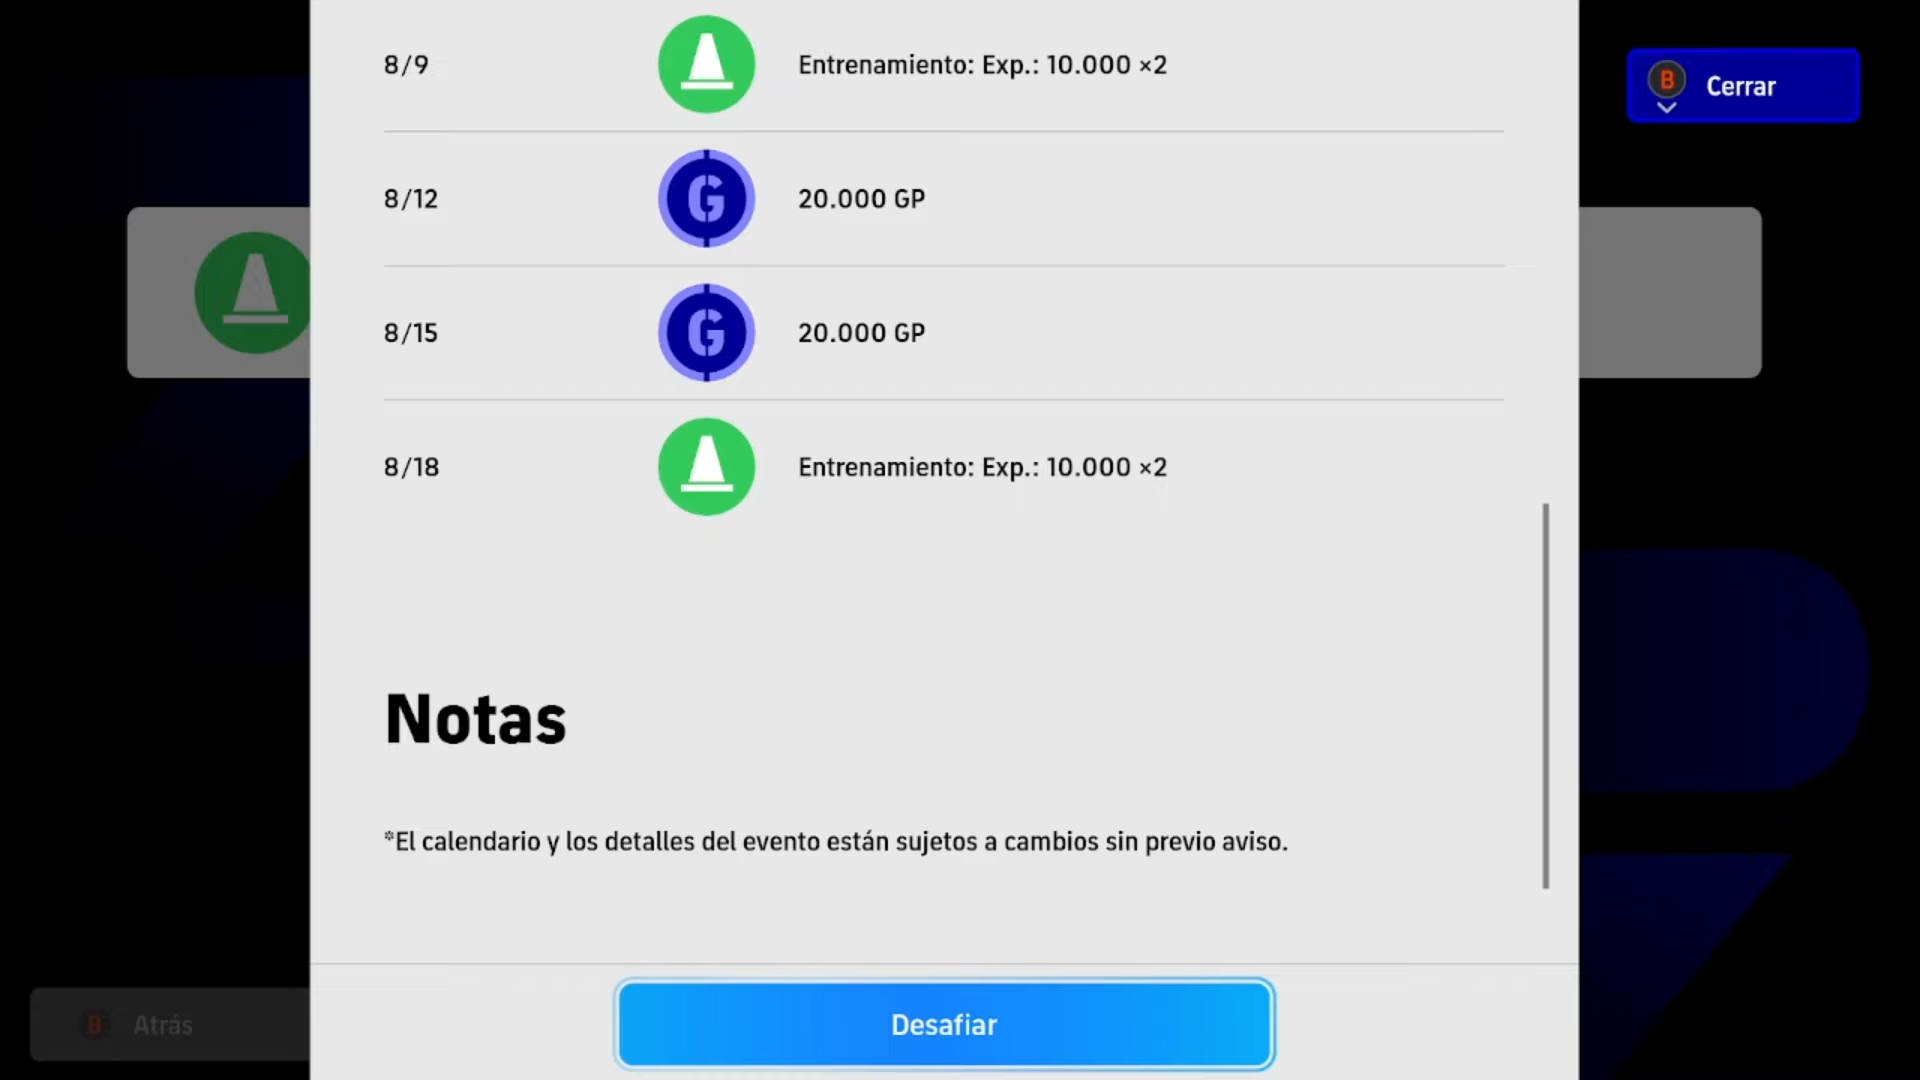 8/9 Entrenamiento: Exp.: 10.000 ×2
B Cerrar
8/12 G 20.000 GP
8/15 G 20.000 GP
8/18 Entrenamiento: Exp.: 10.000 ×2
Notas
*El calendario y los detalles del evento están sujetos a cambios sin previo aviso.
B Atrás
Desafiar